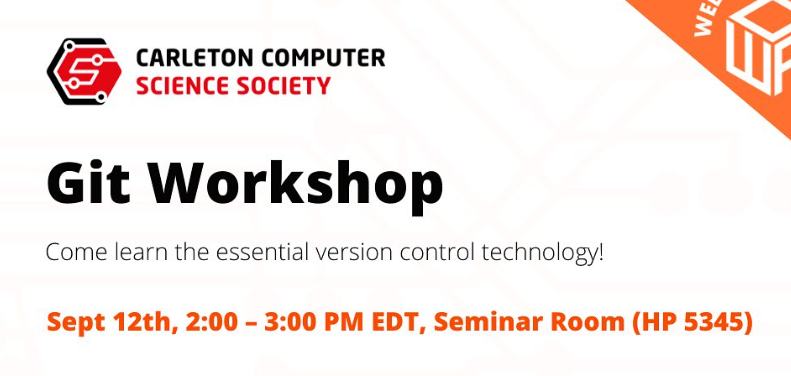 CARLETON COMPUTER
SCIENCE SOCIETY
Git Workshop
Come learn the essential version control technology!
Sept 12th, 2:00 – 3:00 PM EDT, Seminar Room (HP 5345)